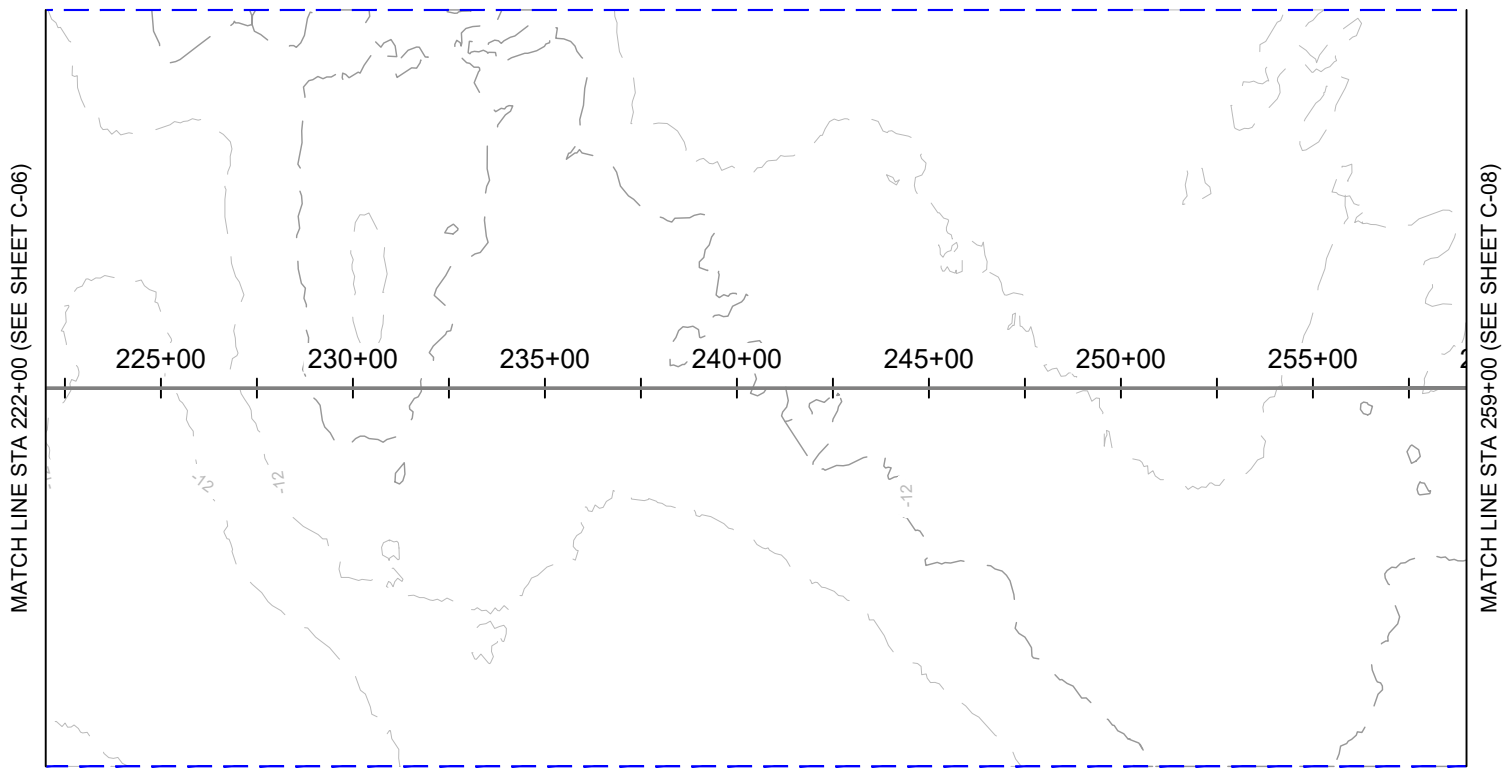 MATCH LINE STA 222+00 (SEE SHEET C-06)
225+00 230+00 235+00 240+00 245+00 250+00 255+00 2
-12 -12 -12
MATCH LINE STA 259+00 (SEE SHEET C-08)